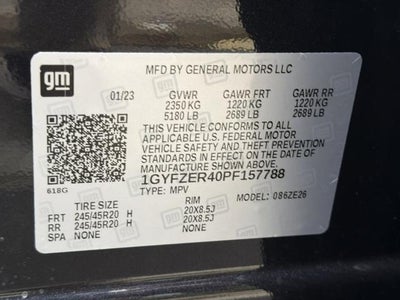 gm
MFD BY GENERAL MOTORS LLC
01/23 GVWR GAWR FRT GAWR RR
2350 KG 1220 KG 1220 KG
5180 LB 2689 LB 2689 LB
THIS VEHICLE CONFORMS TO ALL
APPLICABLE U.S. FEDERAL MOTOR
VEHICLE SAFETY AND THEFT PREVENTION
STANDARDS IN EFFECT ON THE DATE OF
MANUFACTURE SHOWN ABOVE.
1GYFZER40PF157788
618G TYPE: MPV MODEL: 086ZE26
TIRE SIZE RIM
FRT 245/45R20 H 20X8.5J
RR 245/45R20 H 20X8.5J
SPA NONE NONE